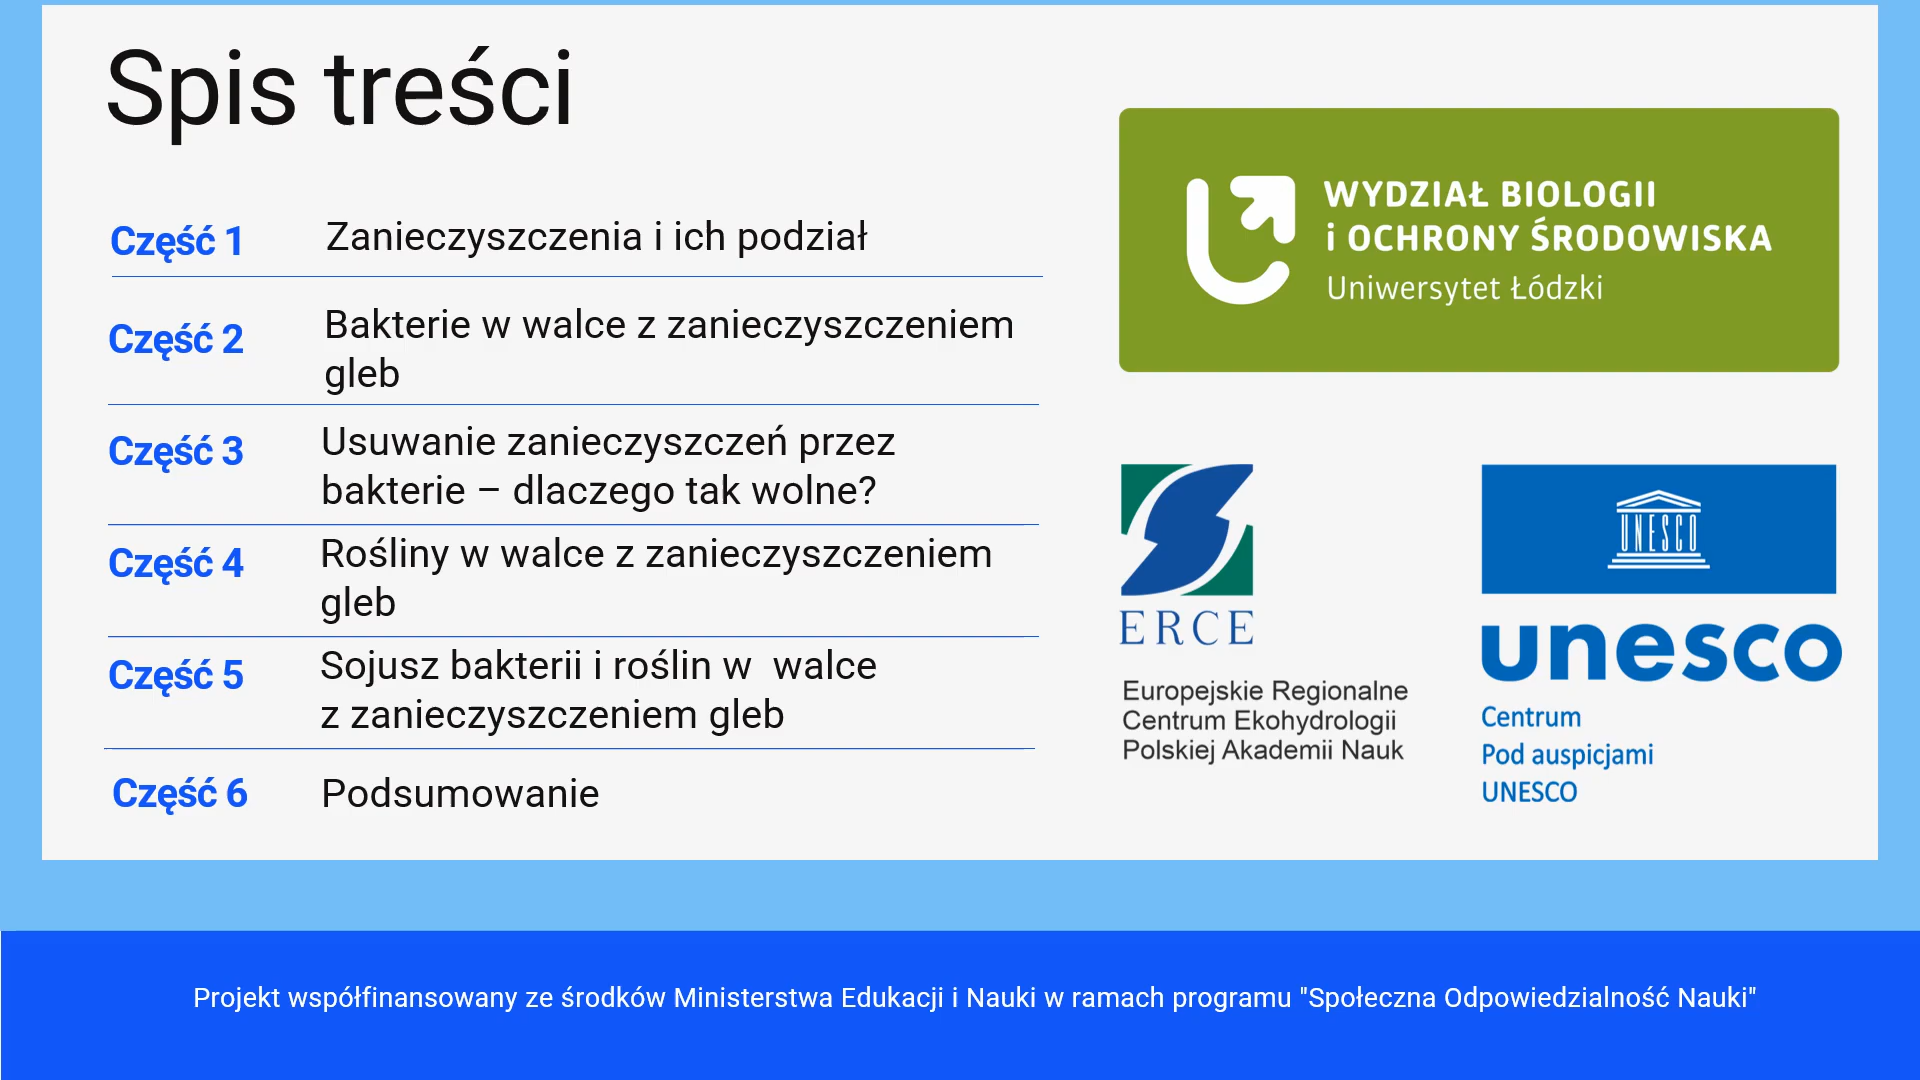 Spis treści
Część 1
Zanieczyszczenia i ich podział
Część 2
Bakterie w walce z zanieczyszczeniem
gleb
Część 3
Usuwanie zanieczyszczeń przez
bakterie – dlaczego tak wolne?
Część 4
Rośliny w walce z zanieczyszczeniem
gleb
Część 5
Sojusz bakterii i roślin w  walce
z zanieczyszczeniem gleb
Część 6
Podsumowanie
WYDZIAŁ BIOLOGII
i OCHRONY ŚRODOWISKA
Uniwersytet Łódzki
ERCE
Europejskie Regionalne
Centrum Ekohydrologii
Polskiej Akademii Nauk
UNESCO
unesco
Centrum
Pod auspicjami
UNESCO
Projekt współfinansowany ze środków Ministerstwa Edukacji i Nauki w ramach programu "Społeczna Odpowiedzialność Nauki"